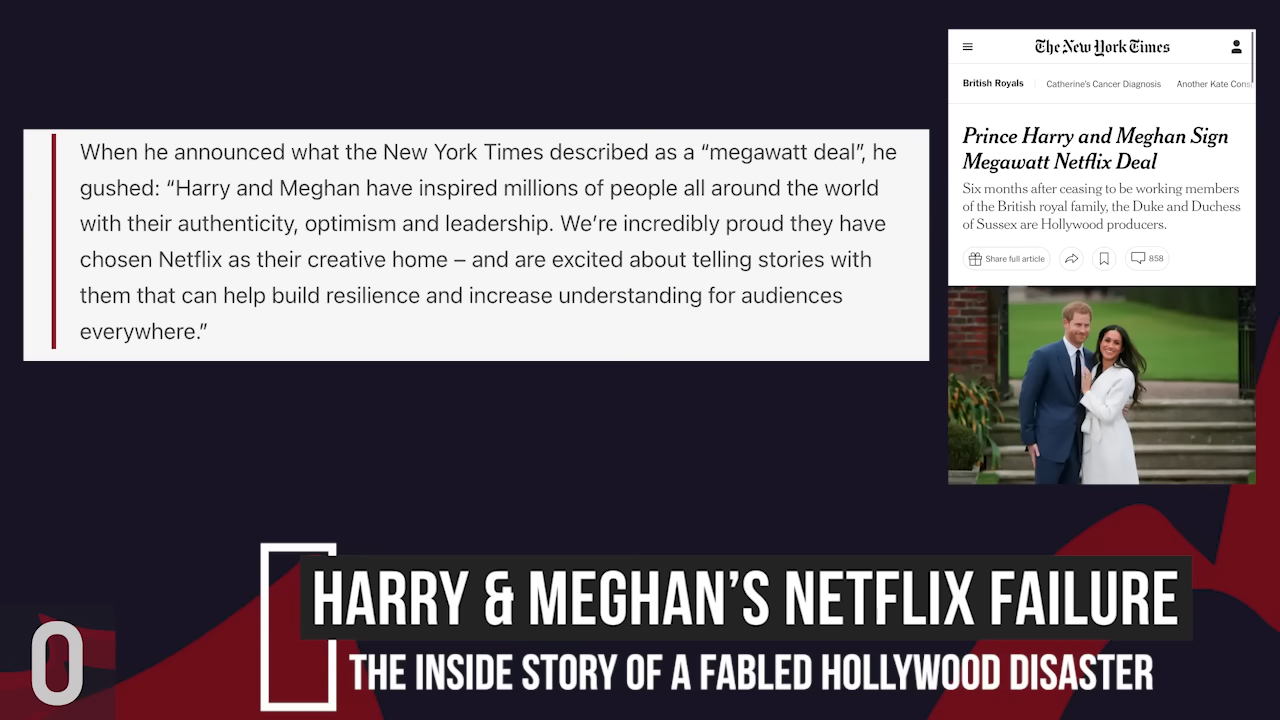 When he announced what the New York Times described as a “megawatt deal”, he
gushed: “Harry and Meghan have inspired millions of people all around the world
with their authenticity, optimism and leadership. We’re incredibly proud they have
chosen Netflix as their creative home – and are excited about telling stories with
them that can help build resilience and increase understanding for audiences
everywhere.”
The New York Times
British Royals Catherine’s Cancer Diagnosis Another Kate Cons
Prince Harry and Meghan Sign
Megawatt Netflix Deal
Six months after ceasing to be working members
of the British royal family, the Duke and Duchess
of Sussex are Hollywood producers.
Share full article 858
HARRY & MEGHAN’S NETFLIX FAILURE
THE INSIDE STORY OF A FABLED HOLLYWOOD DISASTER
O